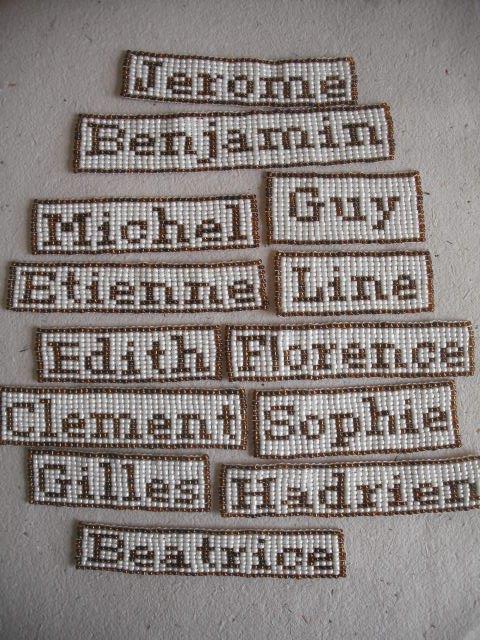 Jerome
Benjamin
Michel Guy
Etienne Line
Edith Florence
Clement Sophie
Gilles Hadrien
Beatrice